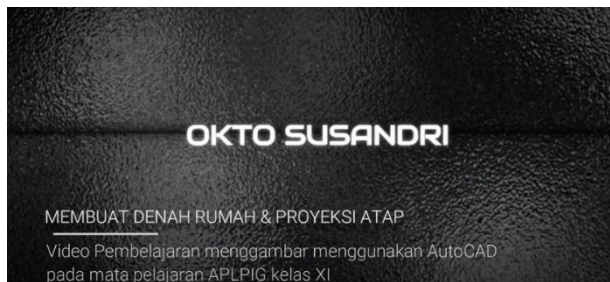 OKTO SUSANDRI
MEMBUAT DENAH RUMAH & PROYEKSI ATAP
Video Pembelajaran menggambar menggunakan AutoCAD
pada mata pelajaran APLPIG kelas XI